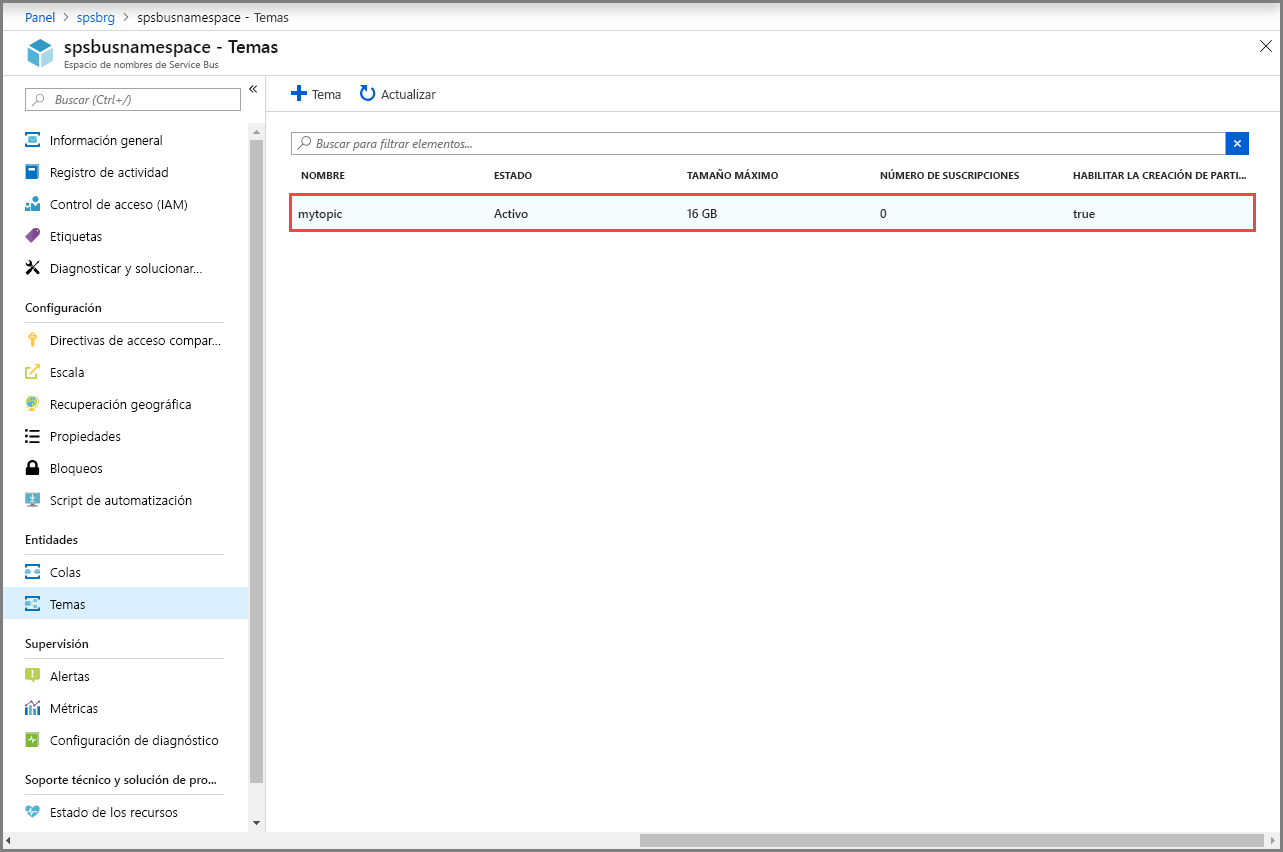 Panel > spsbrg > spsbusnamespace - Temas
spsbusnamespace - Temas
Espacio de nombres de Service Bus
Buscar (Ctrl+/)
Información general
Registro de actividad
Control de acceso (IAM)
Etiquetas
Diagnosticar y solucionar...
Configuración
Directivas de acceso compar...
Escala
Recuperación geográfica
Propiedades
Bloqueos
Script de automatización
Entidades
Colas
Temas
Supervisión
Alertas
Métricas
Configuración de diagnóstico
Soporte técnico y solución de pro...
Estado de los recursos
Tema Actualizar
Buscar para filtrar elementos...
NOMBRE ESTADO TAMAÑO MÁXIMO NÚMERO DE SUSCRIPCIONES HABILITAR LA CREACIÓN DE PARTI...
mytopic Activo 16 GB 0 true